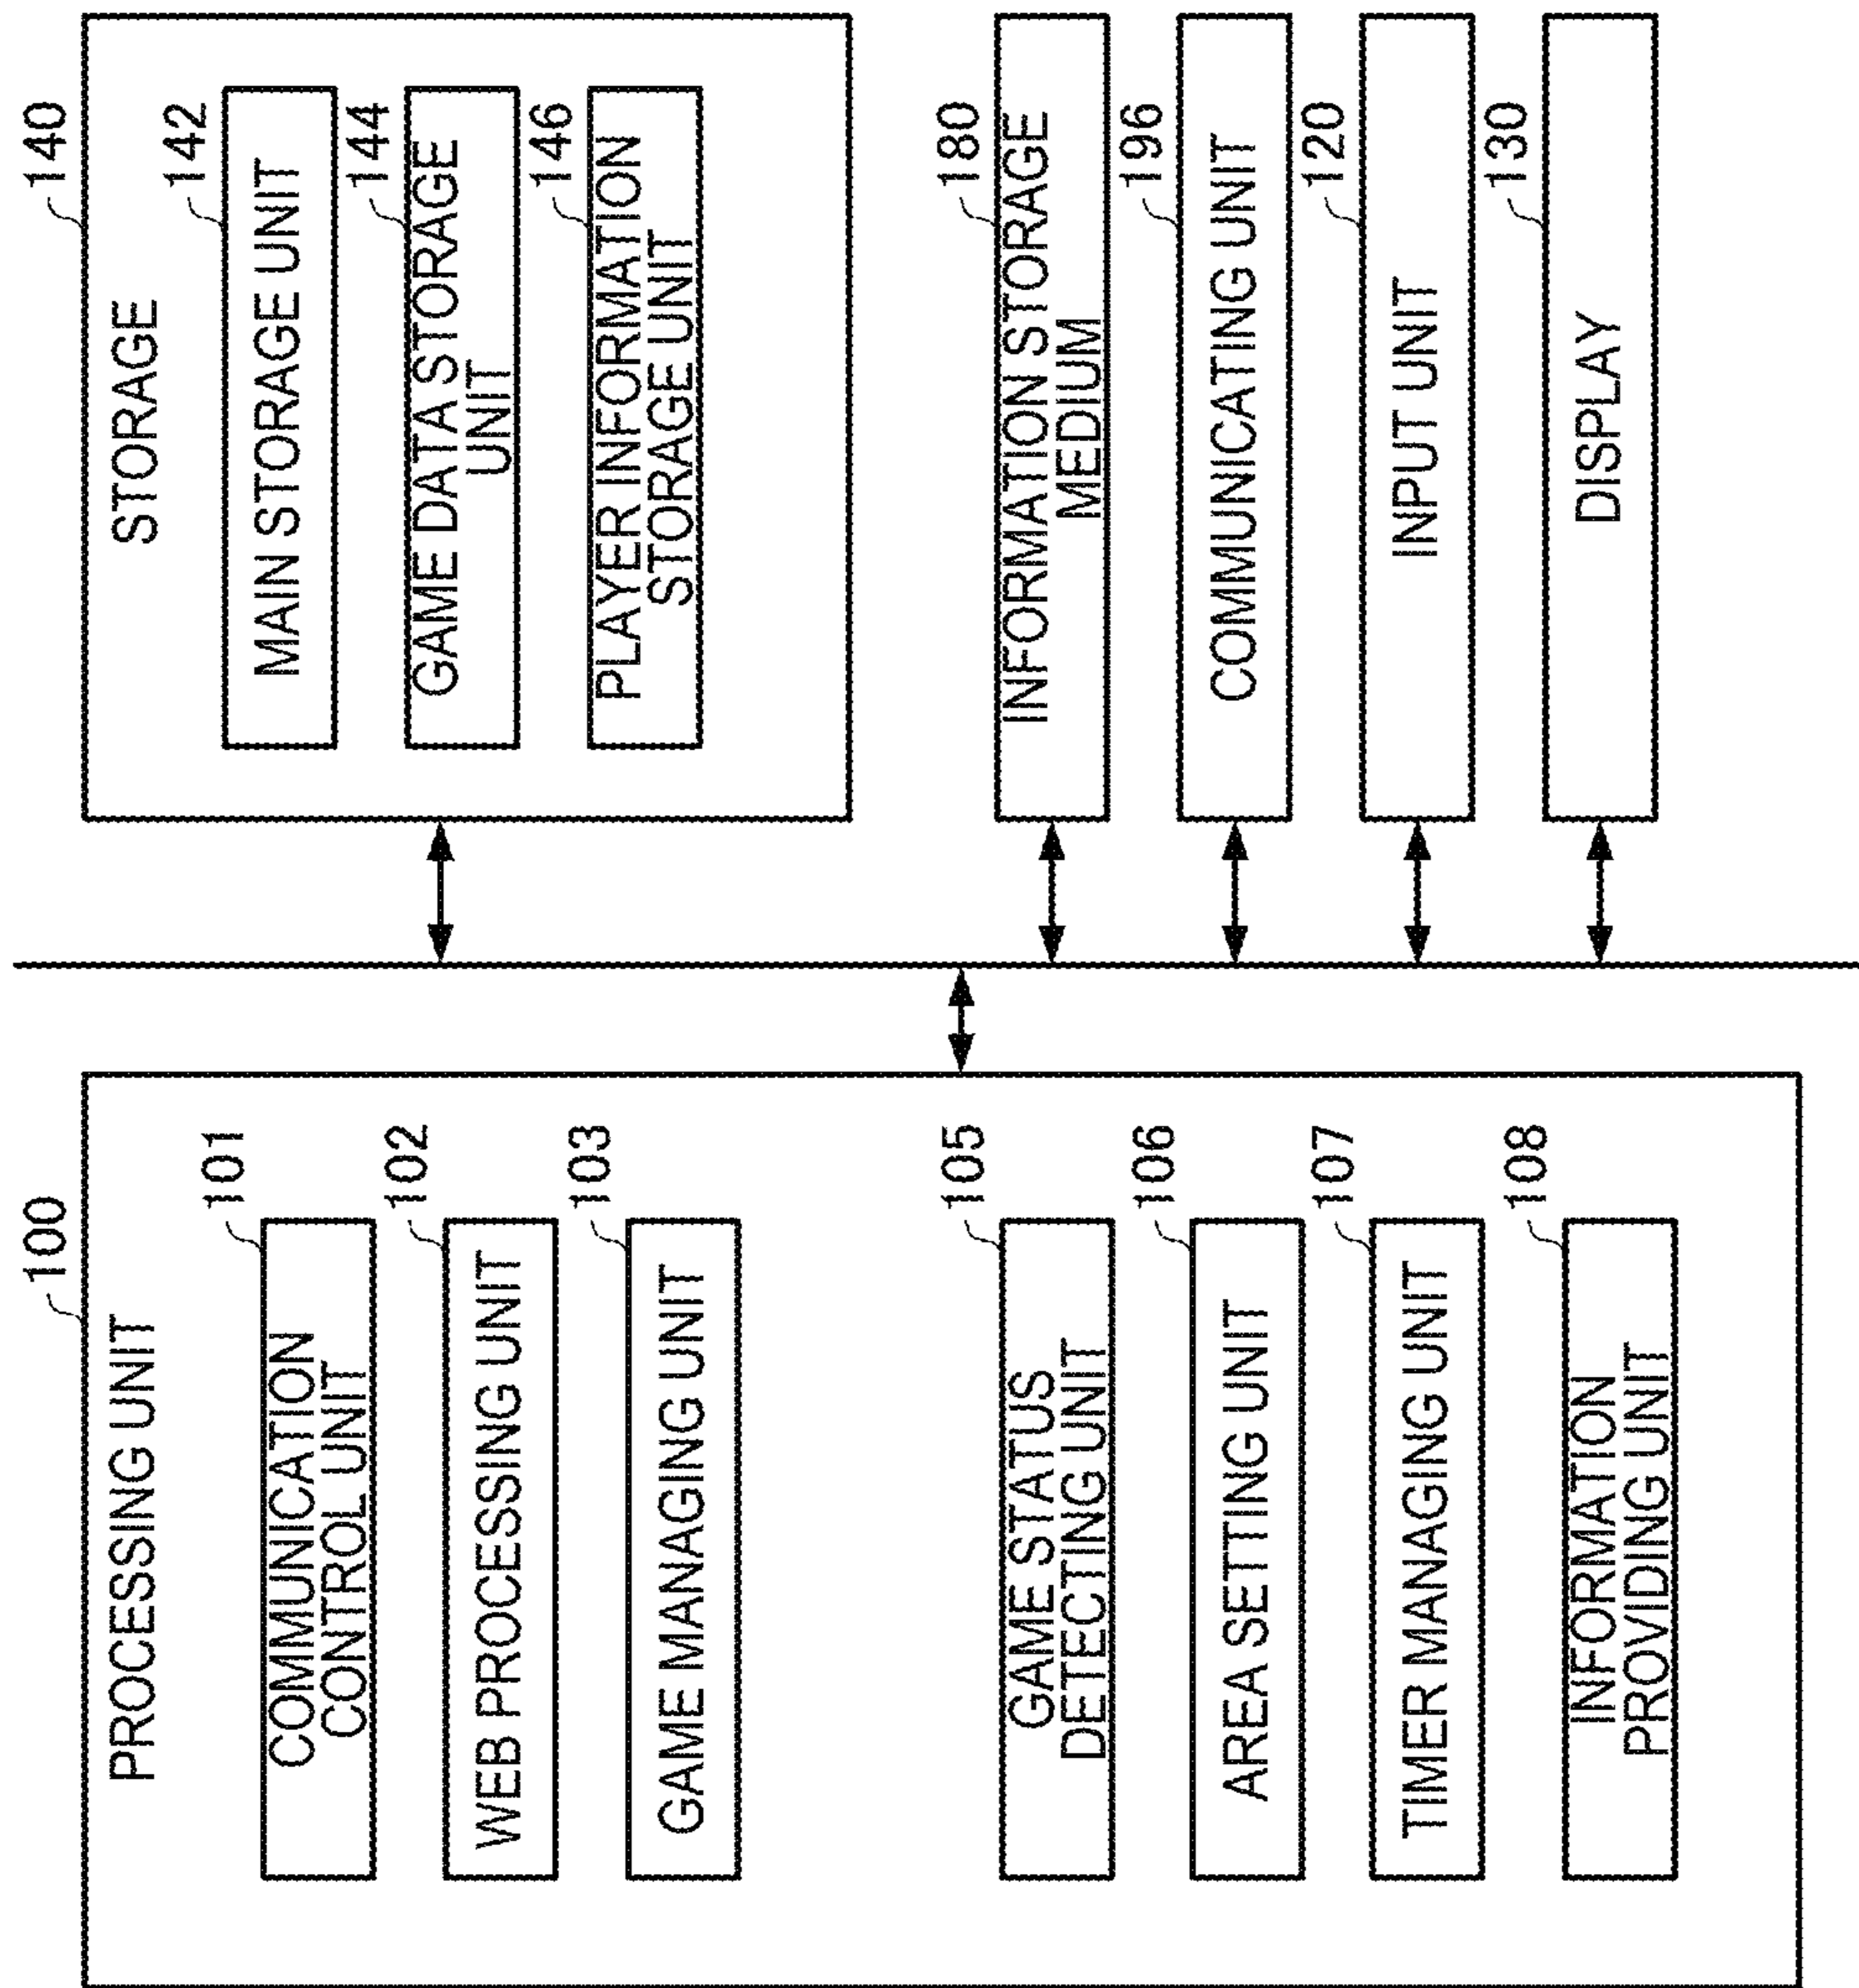 100
PROCESSING UNIT
101
COMMUNICATION
CONTROL UNIT
102
WEB PROCESSING UNIT
103
GAME MANAGING UNIT
105
GAME STATUS
DETECTING UNIT
106
AREA SETTING UNIT
107
TIMER MANAGING UNIT
108
INFORMATION
PROVIDING UNIT
140
STORAGE
142
MAIN STORAGE UNIT
144
GAME DATA STORAGE
UNIT
146
PLAYER INFORMATION
STORAGE UNIT
180
INFORMATION STORAGE
MEDIUM
196
COMMUNICATING UNIT
120
INPUT UNIT
130
DISPLAY